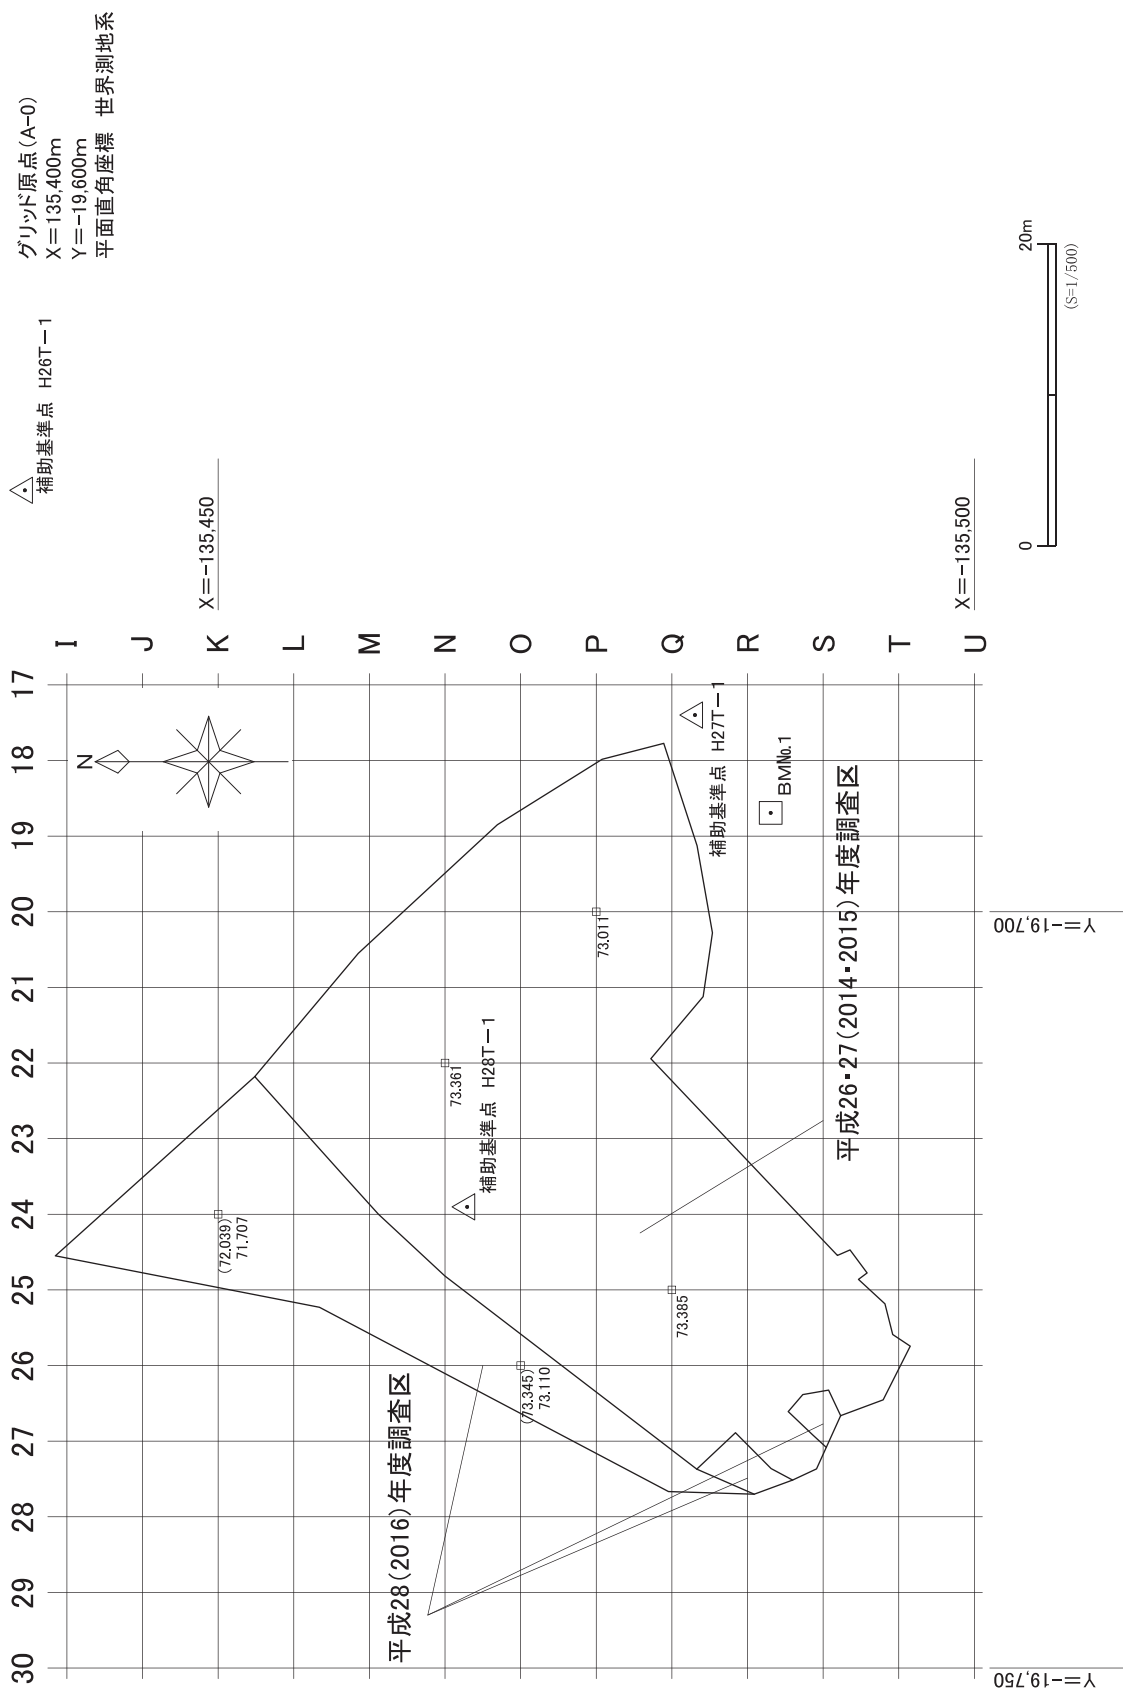 グリッド原点(A-0)
X=135,400m
Y=-19,600m
平面直角座標 世界測地系
補助基準点 H26T-1
X=-135,450
X=-135,500
0
20m
(S=1/500)
I
J
K
L
M
N
O
P
Q
R
S
T
U
17
18
19
20
21
22
23
24
25
26
27
28
29
30
N
補助基準点 H27T-1
BM№1
73.011
73.361
補助基準点 H28T-1
(72.039)
71.707
73.385
(73.345)
73.110
平成26・27(2014・2015)年度調査区
平成28(2016)年度調査区
Y=-19,700
Y=-19,750